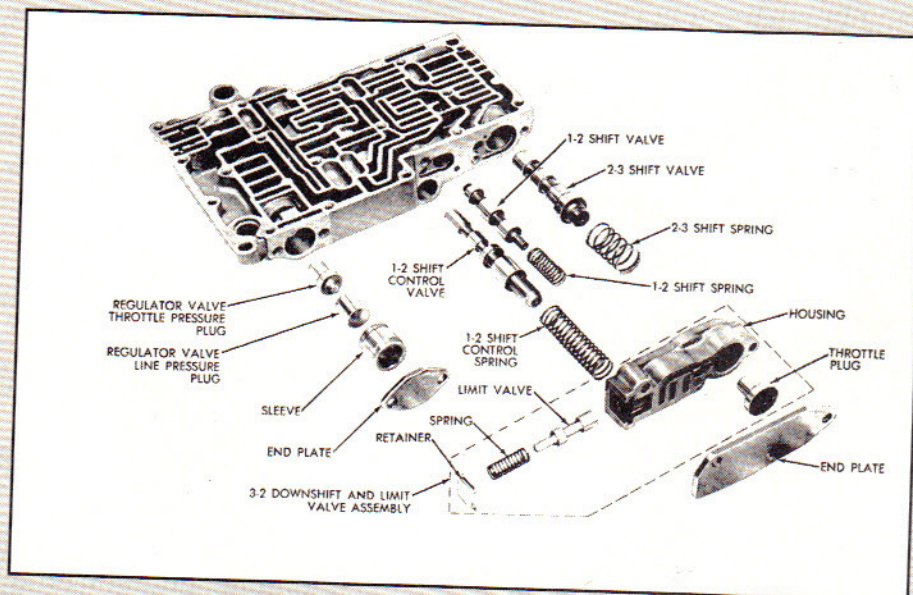 1-2 SHIFT VALVE
2-3 SHIFT VALVE
2-3 SHIFT SPRING
1-2 SHIFT
CONTROL
VALVE
1-2 SHIFT SPRING
REGULATOR VALVE
THROTTLE PRESSURE
PLUG
HOUSING
1-2 SHIFT
CONTROL
SPRING
REGULATOR VALVE
LINE PRESSURE
PLUG
THROTTLE
PLUG
LIMIT VALVE
SLEEVE
SPRING
END PLATE
RETAINER
END PLATE
3-2 DOWNSHIFT AND LIMIT
VALVE ASSEMBLY